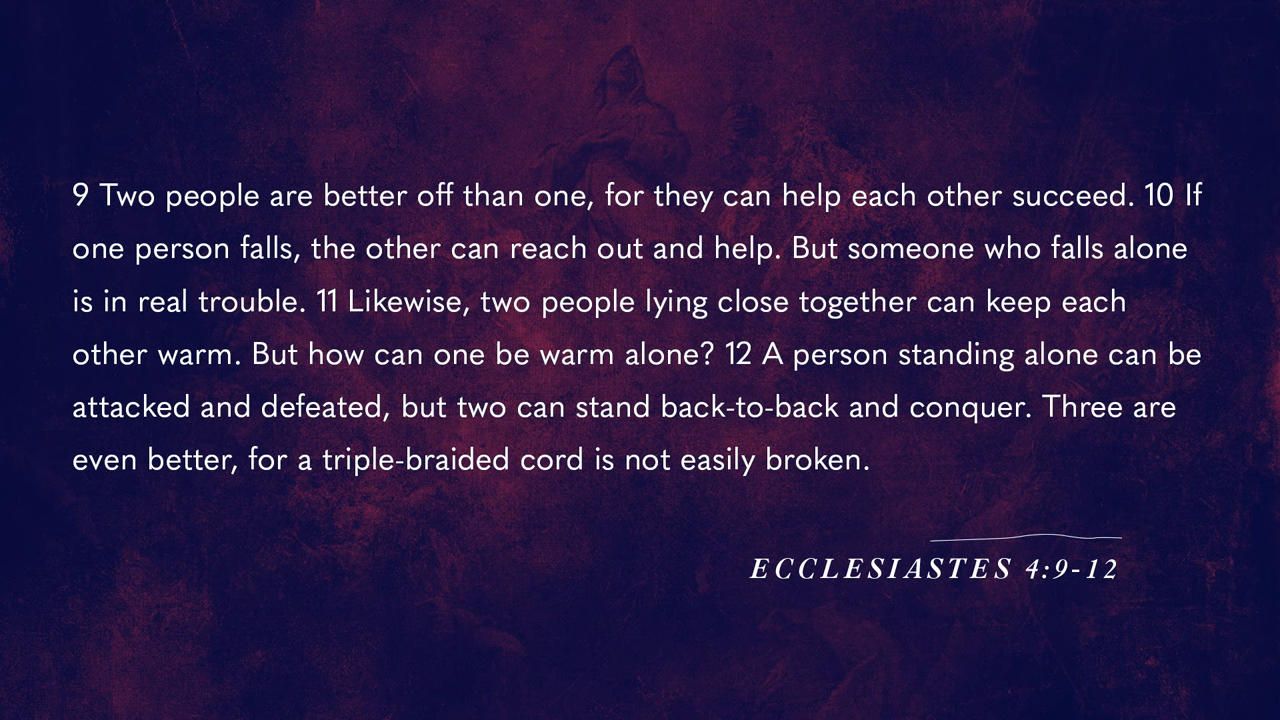 9 Two people are better off than one, for they can help each other succeed. 10 If
one person falls, the other can reach out and help. But someone who falls alone
is in real trouble. 11 Likewise, two people lying close together can keep each
other warm. But how can one be warm alone? 12 A person standing alone can be
attacked and defeated, but two can stand back-to-back and conquer. Three are
even better, for a triple-braided cord is not easily broken.
ECCLESIASTES 4:9-12